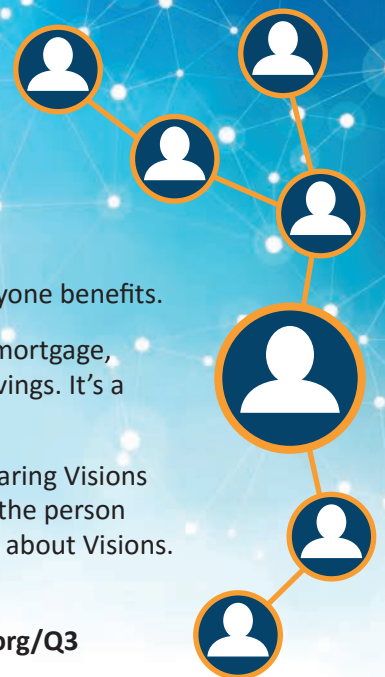 yone benefits.
mortgage,
vings. It's a
aring Visions
the person
about Visions.
org/Q3